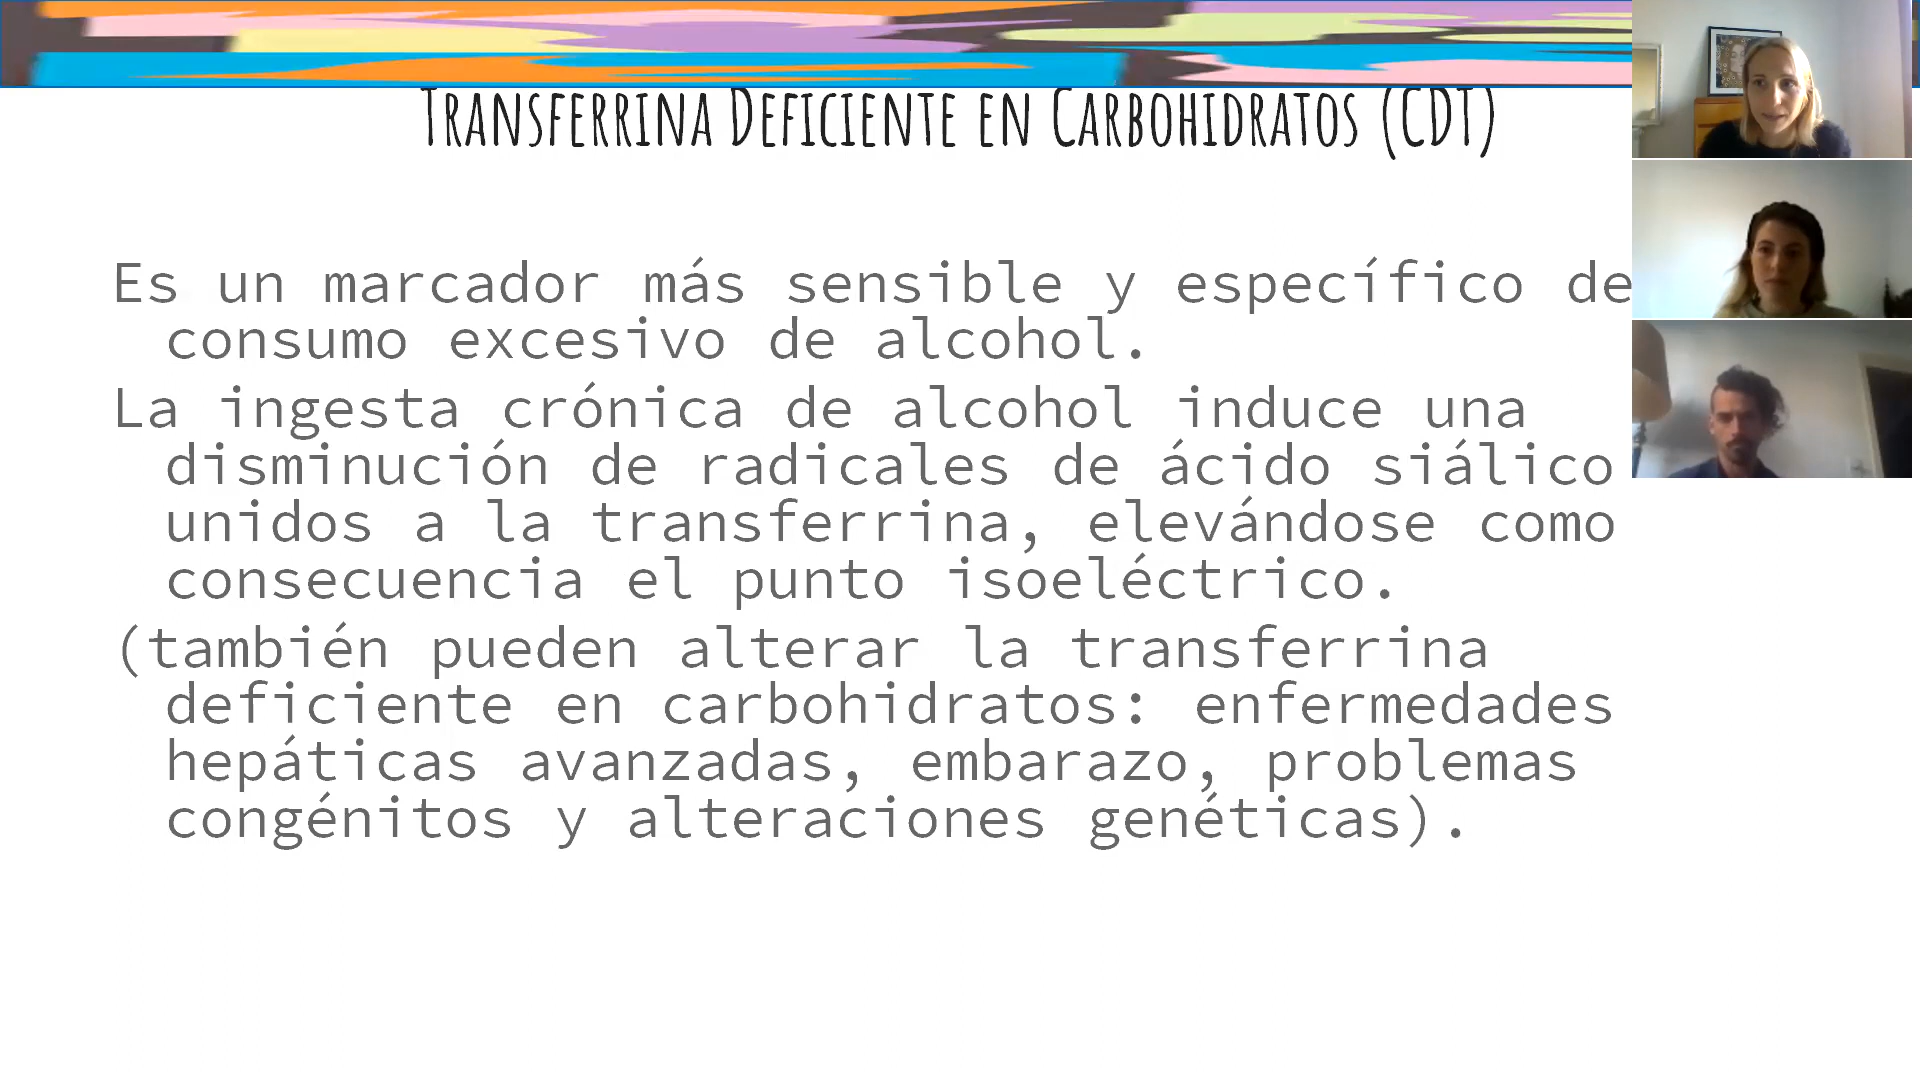 Transferrina Deficiente en Carbohidratos (CDT)
Es un marcador más sensible y específico de
consumo excesivo de alcohol.
La ingesta crónica de alcohol induce una
disminución de radicales de ácido siálico
unidos a la transferrina, elevándose como
consecuencia el punto isoeléctrico.
(también pueden alterar la transferrina
deficiente en carbohidratos: enfermedades
hepáticas avanzadas, embarazo, problemas
congénitos y alteraciones genéticas).